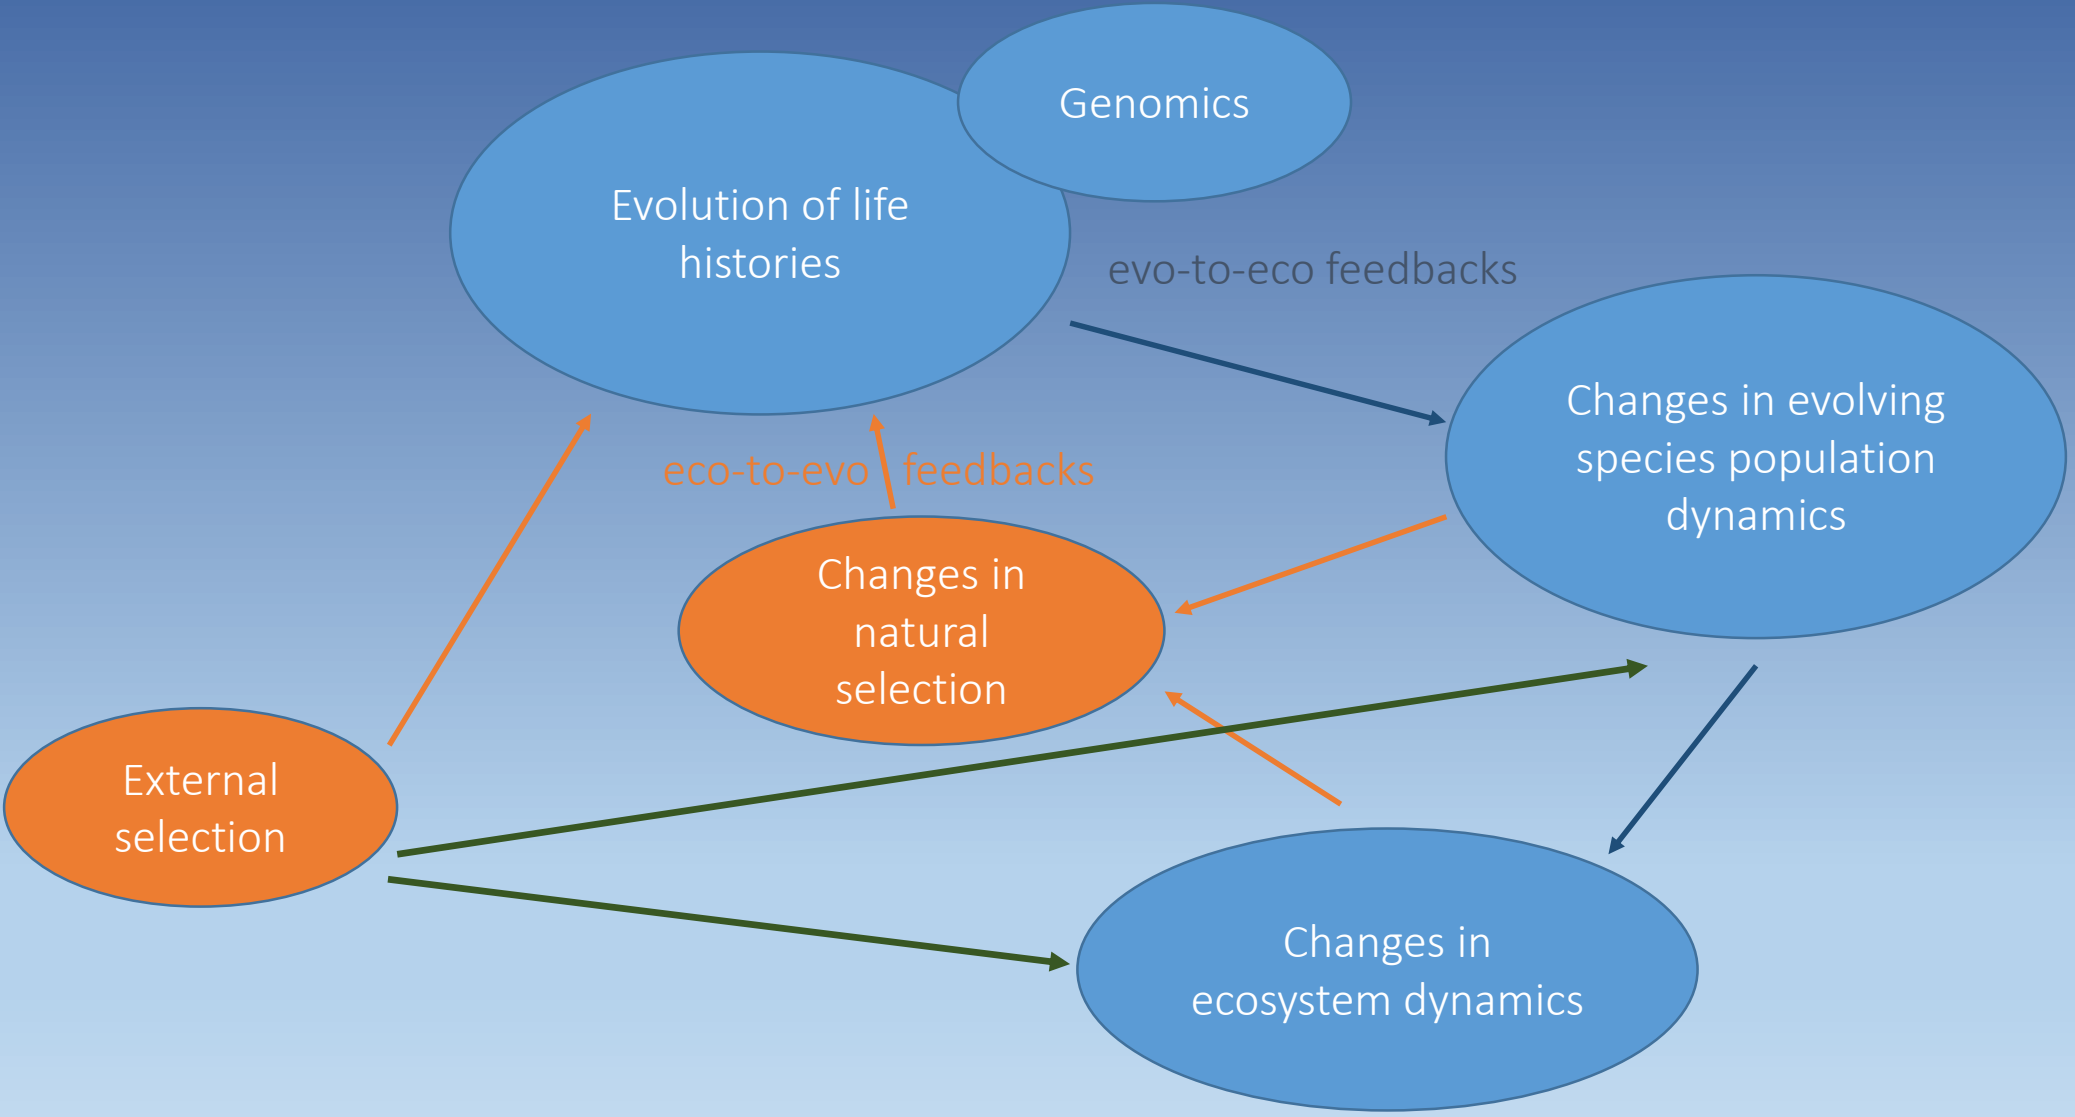 Genomics
Evolution of life
histories
evo-to-eco feedbacks
Changes in evolving
species population
dynamics
eco-to-evo feedbacks
Changes in
natural
selection
External
selection
Changes in
ecosystem dynamics